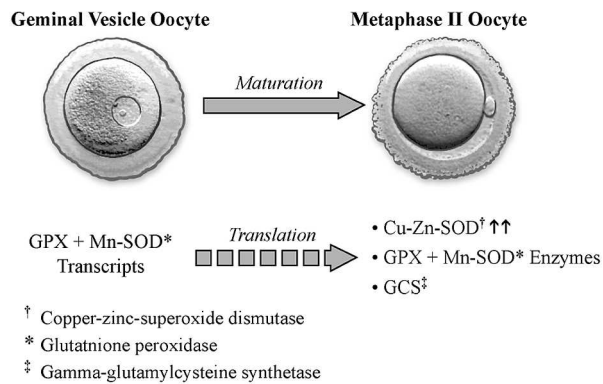 Geminal Vesicle Oocyte
Metaphase II Oocyte
Maturation
GPX + Mn-SOD*
Transcripts
Translation
• Cu-Zn-SOD† ↑↑
• GPX + Mn-SOD* Enzymes
• GCS‡
† Copper-zinc-superoxide dismutase
* Glutatnione peroxidase
‡ Gamma-glutamylcysteine synthetase